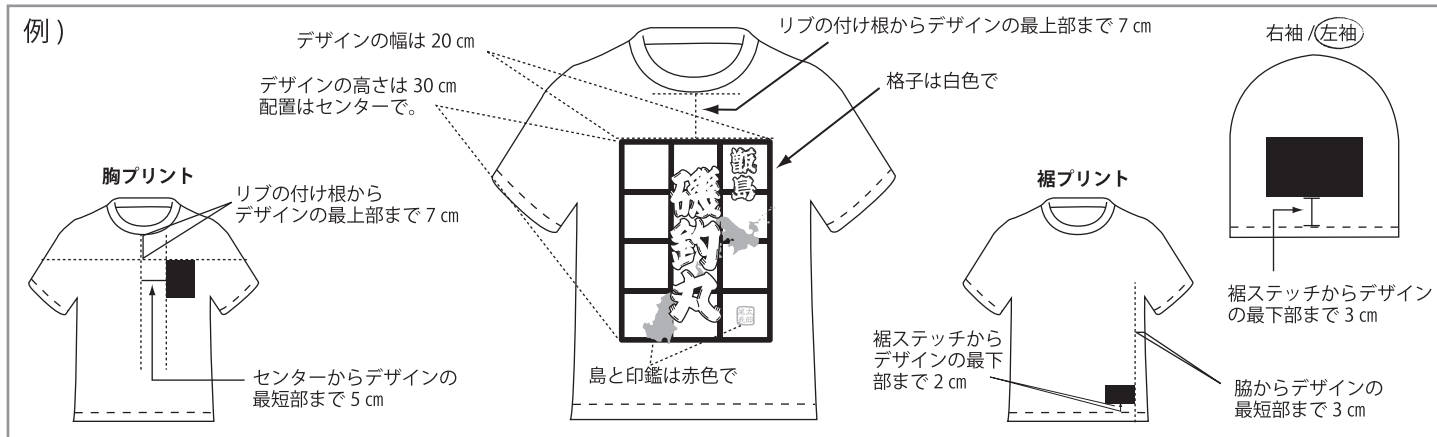 例)
デザインの幅は 20 ㎝
デザインの高さは 30 ㎝
配置はセンターで。
リブの付け根からデザインの最上部まで 7 ㎝
格子は白色で
甑島
磯釣丸
島と印鑑は赤色で
胸プリント
リブの付け根から
デザインの最上部まで 7 ㎝
センターからデザインの
最短部まで 5 ㎝
裾プリント
裾ステッチから
デザインの最下
部まで 2 ㎝
脇からデザインの
最短部まで 3 ㎝
右袖 / 左袖
裾ステッチからデザイン
の最下部まで 3 ㎝